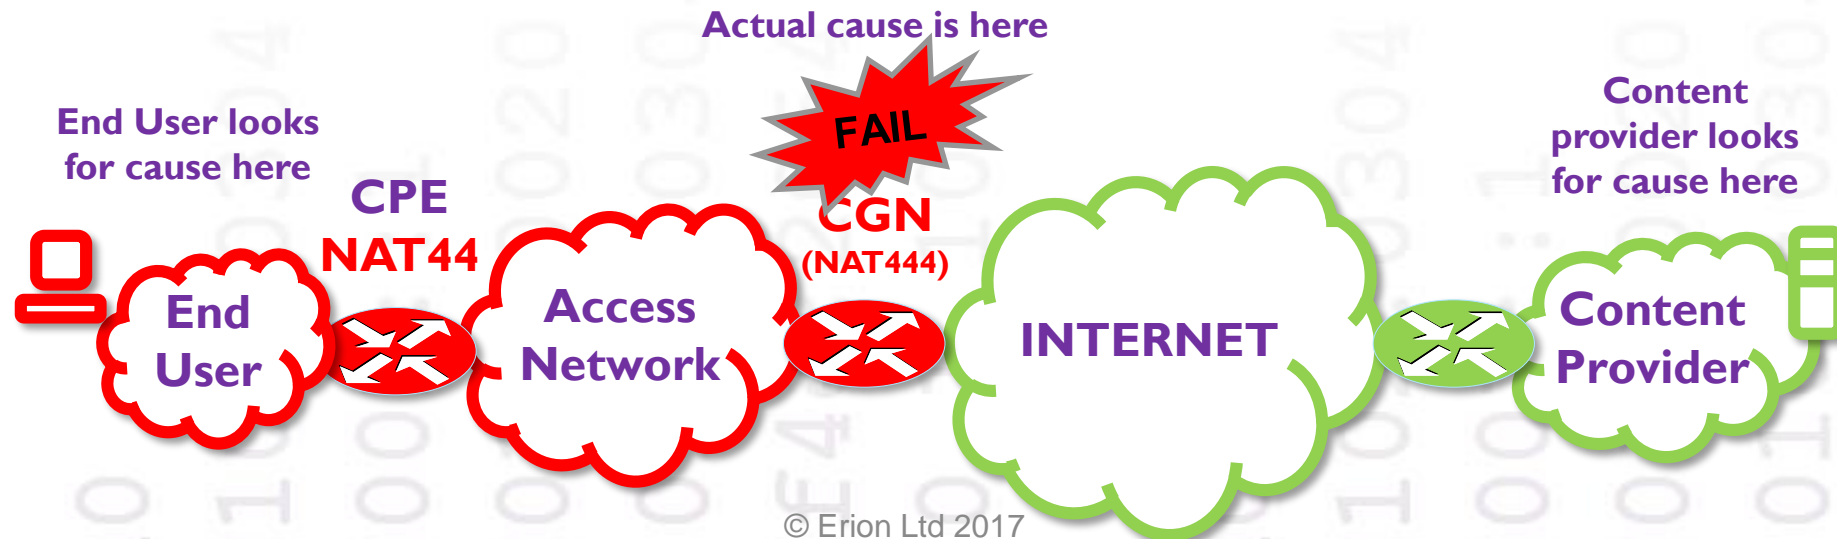 Actual cause is here
FAIL
End User looks
for cause here
Content
provider looks
for cause here
CPE
NAT44
CGN
(NAT444)
End
User
Access
Network
INTERNET
Content
Provider
© Erion Ltd 2017